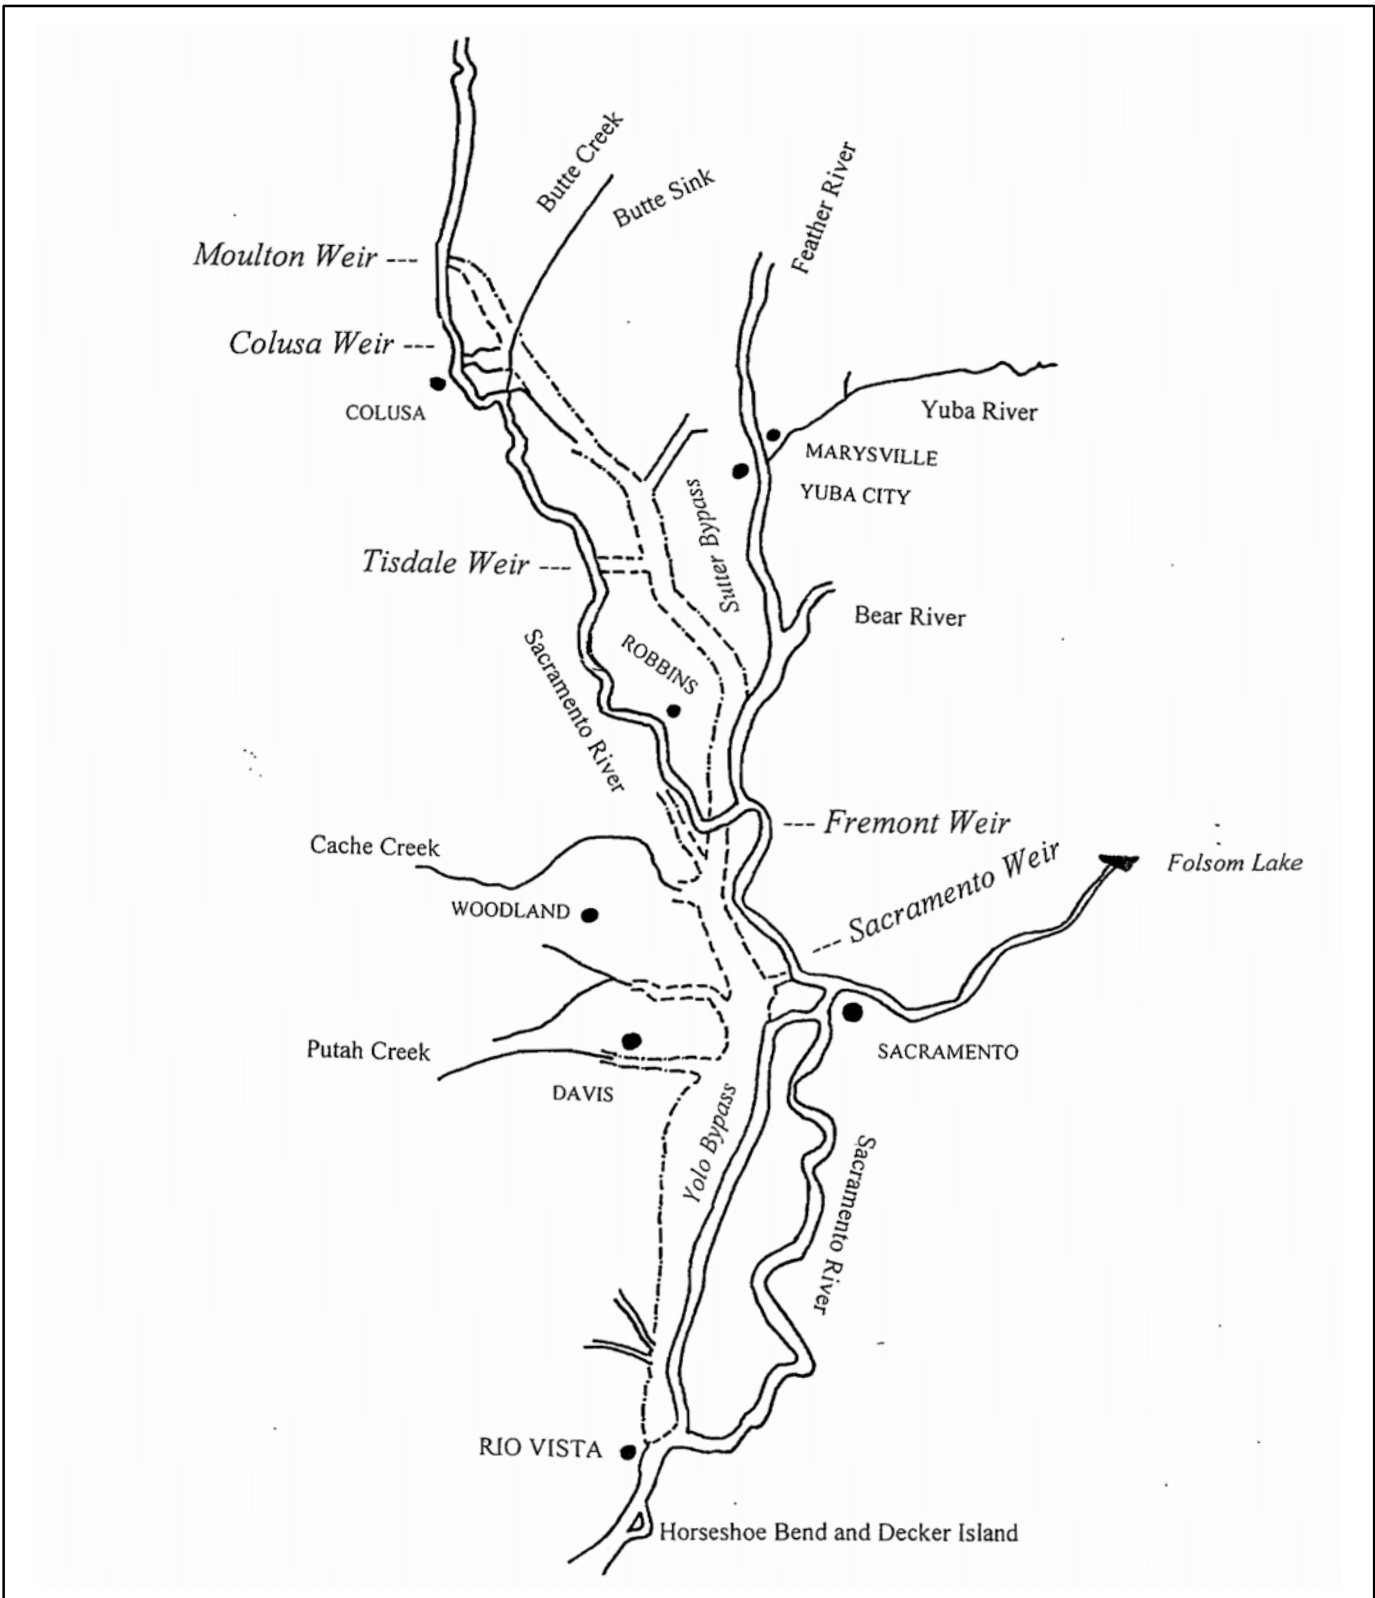 Butte Creek
Butte Sink
Feather River
Moulton Weir ---
Colusa Weir ---
COLUSA
Yuba River
MARYSVILLE
YUBA CITY
Sutter Bypass
Tisdale Weir ---
Bear River
ROBBINS
Sacramento River
--- Fremont Weir
Cache Creek
--- Sacramento Weir
Folsom Lake
WOODLAND
Putah Creek
SACRAMENTO
DAVIS
Yolo Bypass
Sacramento River
RIO VISTA
Horseshoe Bend and Decker Island